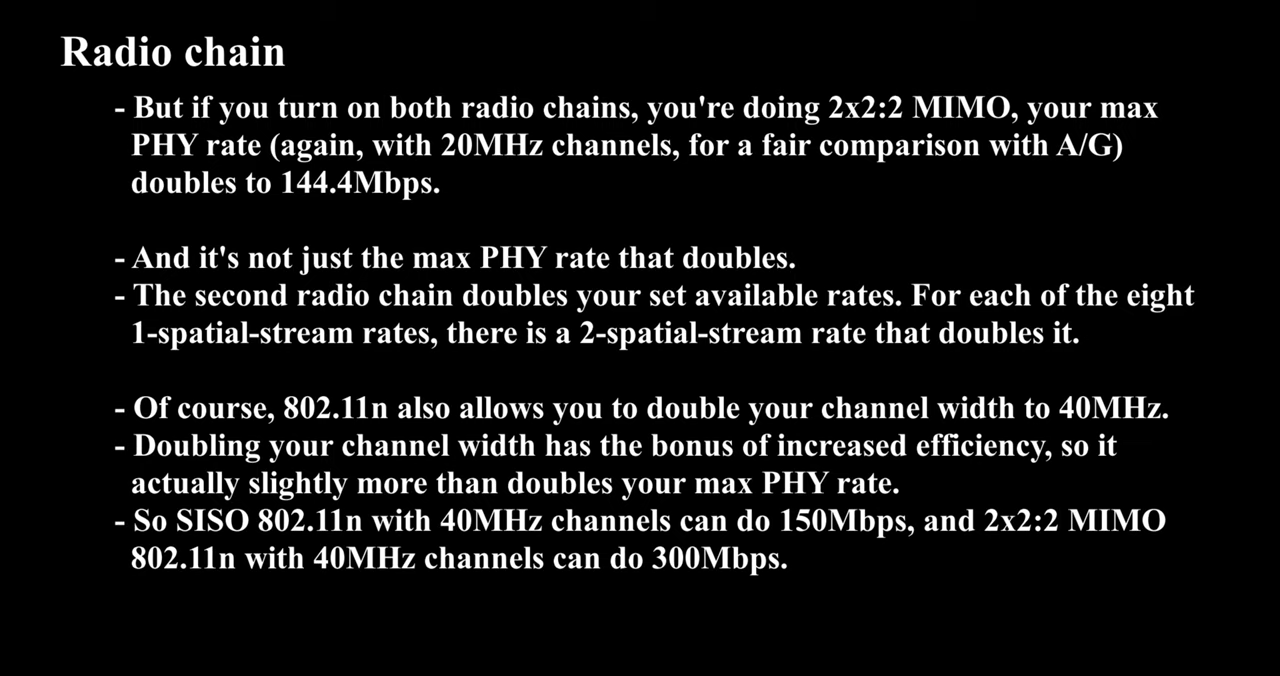 Radio chain
- But if you turn on both radio chains, you're doing 2x2:2 MIMO, your max
PHY rate (again, with 20MHz channels, for a fair comparison with A/G)
doubles to 144.4Mbps.
- And it's not just the max PHY rate that doubles.
- The second radio chain doubles your set available rates. For each of the eight
1-spatial-stream rates, there is a 2-spatial-stream rate that doubles it.
- Of course, 802.11n also allows you to double your channel width to 40MHz.
- Doubling your channel width has the bonus of increased efficiency, so it
actually slightly more than doubles your max PHY rate.
- So SISO 802.11n with 40MHz channels can do 150Mbps, and 2x2:2 MIMO
802.11n with 40MHz channels can do 300Mbps.